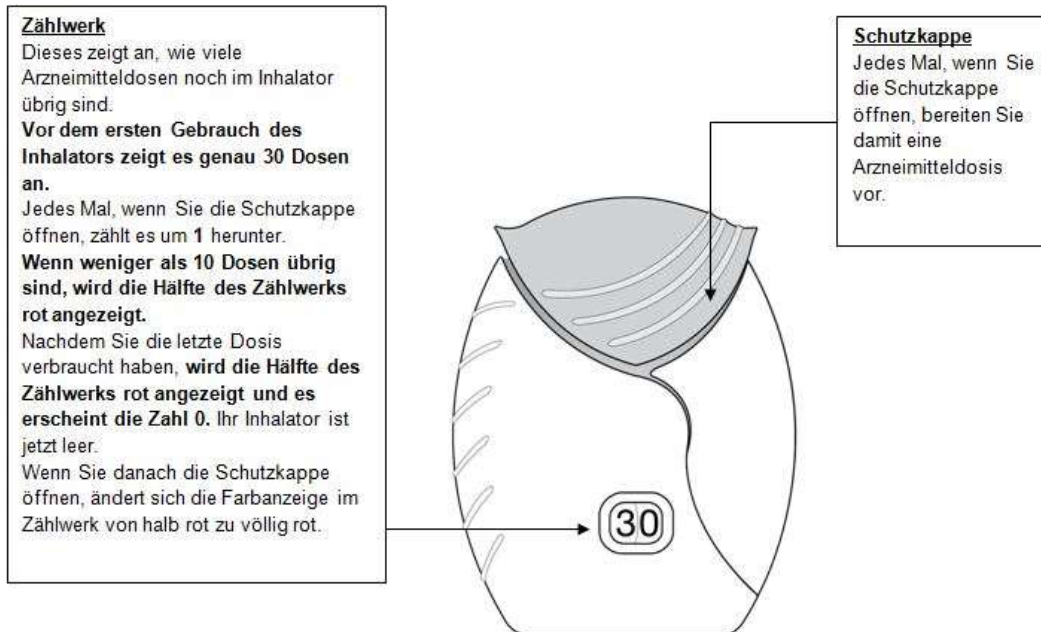 Zählwerk
Dieses zeigt an, wie viele
Arzneimitteldosen noch im Inhalator
übrig sind.
Vor dem ersten Gebrauch des
Inhalators zeigt es genau 30 Dosen
an.
Jedes Mal, wenn Sie die Schutzkappe
öffnen, zählt es um 1 herunter.
Wenn weniger als 10 Dosen übrig
sind, wird die Hälfte des Zählwerks
rot angezeigt.
Nachdem Sie die letzte Dosis
verbraucht haben, wird die Hälfte des
Zählwerks rot angezeigt und es
erscheint die Zahl 0. Ihr Inhalator ist
jetzt leer.
Wenn Sie danach die Schutzkappe
öffnen, ändert sich die Farbanzeige im
Zählwerk von halb rot zu völlig rot.
Schutzkappe
Jedes Mal, wenn Sie
die Schutzkappe
öffnen, bereiten Sie
damit eine
Arzneimitteldosis
vor.
30